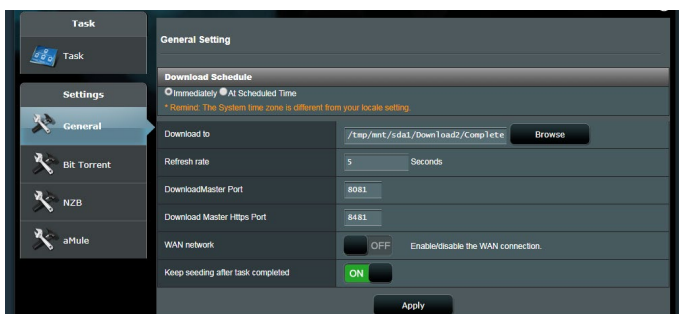 Task
Task
Settings
General
Bit Torrent
NZB
aMule
General Setting
Download Schedule
Immediately At Scheduled Time
* Remind: The System time zone is different from your locale setting.
Download to /tmp/mnt/sda1/Download2/Complete Browse
Refresh rate 5 Seconds
DownloadMaster Port 8081
Download Master Https Port 8481
WAN network OFF Enable/disable the WAN connection.
Keep seeding after task completed ON
Apply